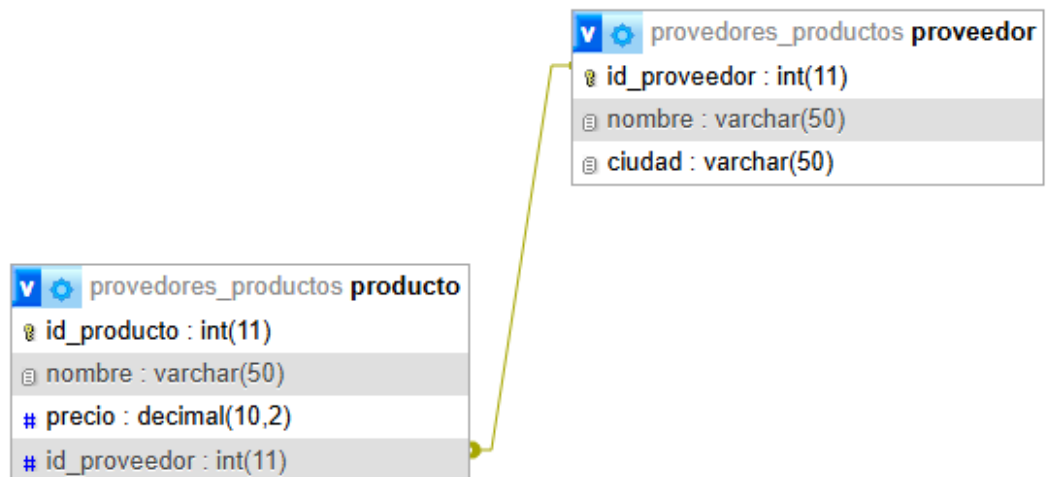 provedores_productos proveedor
id_proveedor : int(11)
nombre : varchar(50)
ciudad : varchar(50)
provedores_productos producto
id_producto : int(11)
nombre : varchar(50)
# precio : decimal(10,2)
# id_proveedor : int(11)